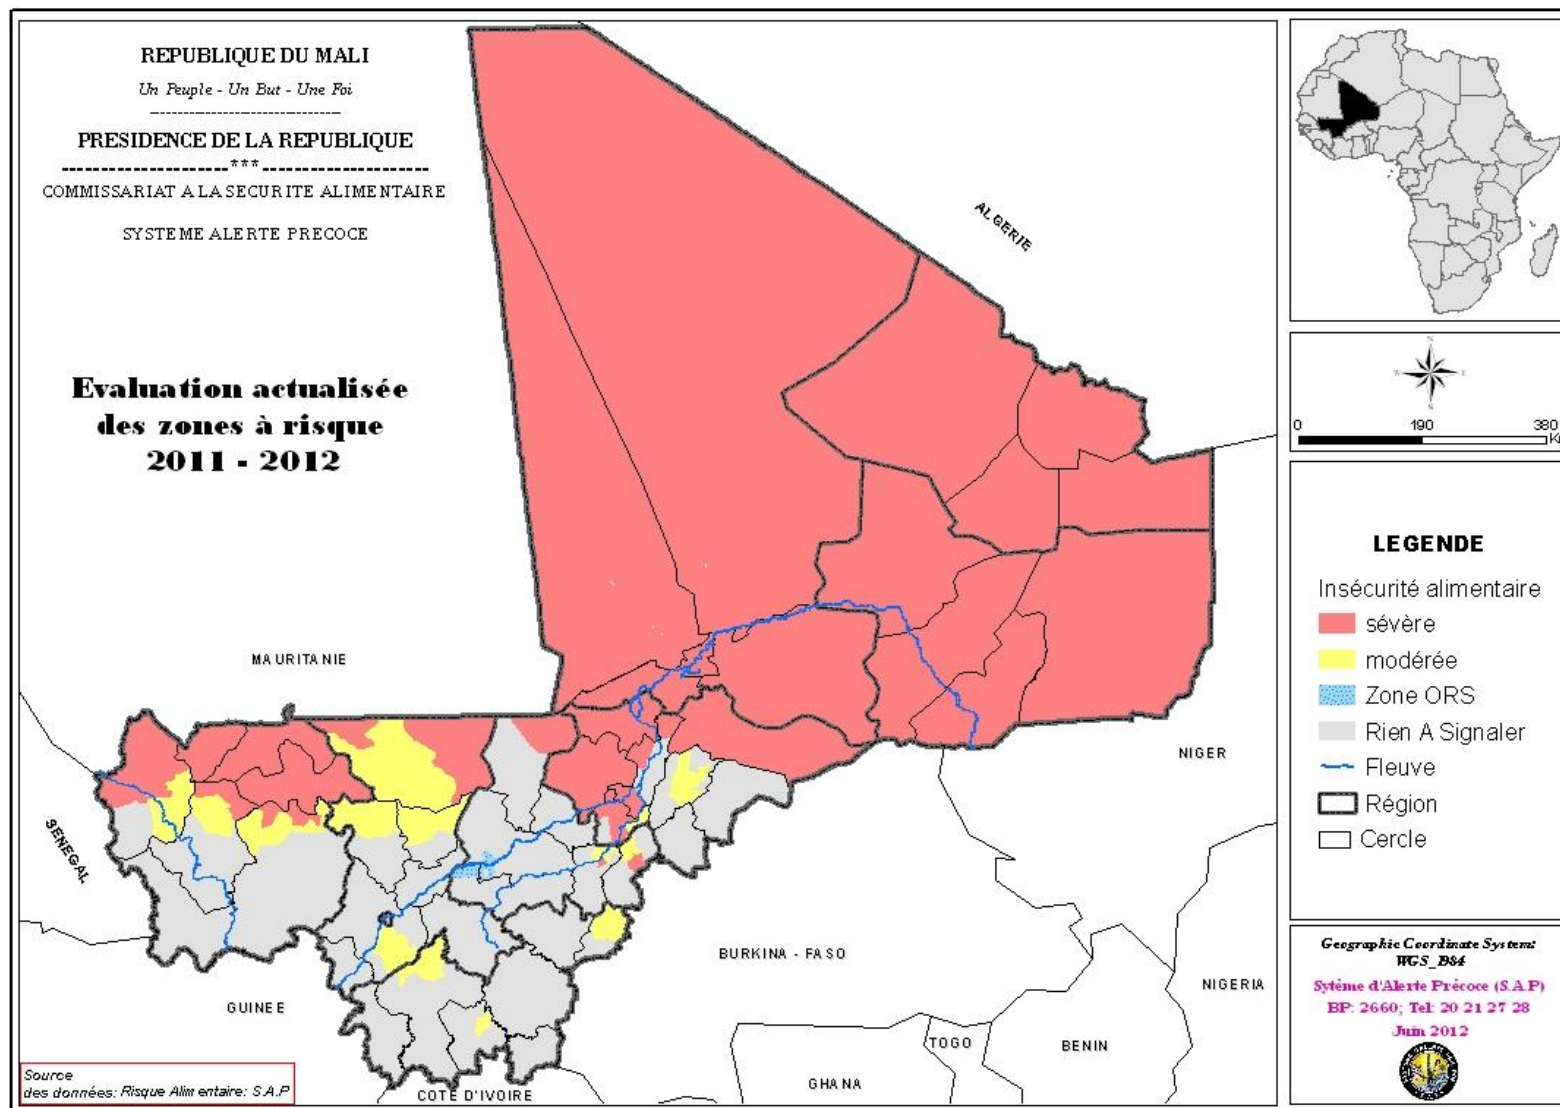 REPUBLIQUE DU MALI
Un Peuple - Un But - Une Foi
PRESIDENCE DE LA REPUBLIQUE
***
COMMISSARIAT A LA SECURITE ALIMENTAIRE
SYSTEME ALERTE PRECOCE
Evaluation actualisée
des zones à risque
2011 - 2012
ALGERIE
MAURITANIE
SENEGAL
GUINEE
COTE D'IVOIRE
BURKINA - FASO
GHANA
TOGO
BENIN
NIGER
NIGERIA
Source
des données: Risque Alimentaire: S.A.P
N
W
E
S
0 190 380
LEGENDE
Insécurité alimentaire
sévère
modérée
Zone ORS
Rien A Signaler
Fleuve
Région
Cercle
Geographic Coordinate System:
WGS_1984
Sytème d'Alerte Précoce (S.A.P)
BP: 2660; Tel: 20 21 27 28
Juin 2012